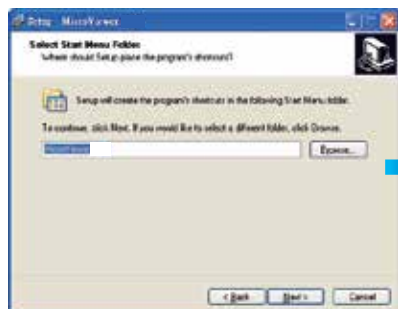 Setup - MicroViewer
Select Start Menu Folder
Where should Setup place the program's shortcuts?
Setup will create the program's shortcuts in the following Start Menu folder.
To continue, click Next. If you would like to select a different folder, click Browse.
MicroViewer
Browse...
< Back
Next >
Cancel